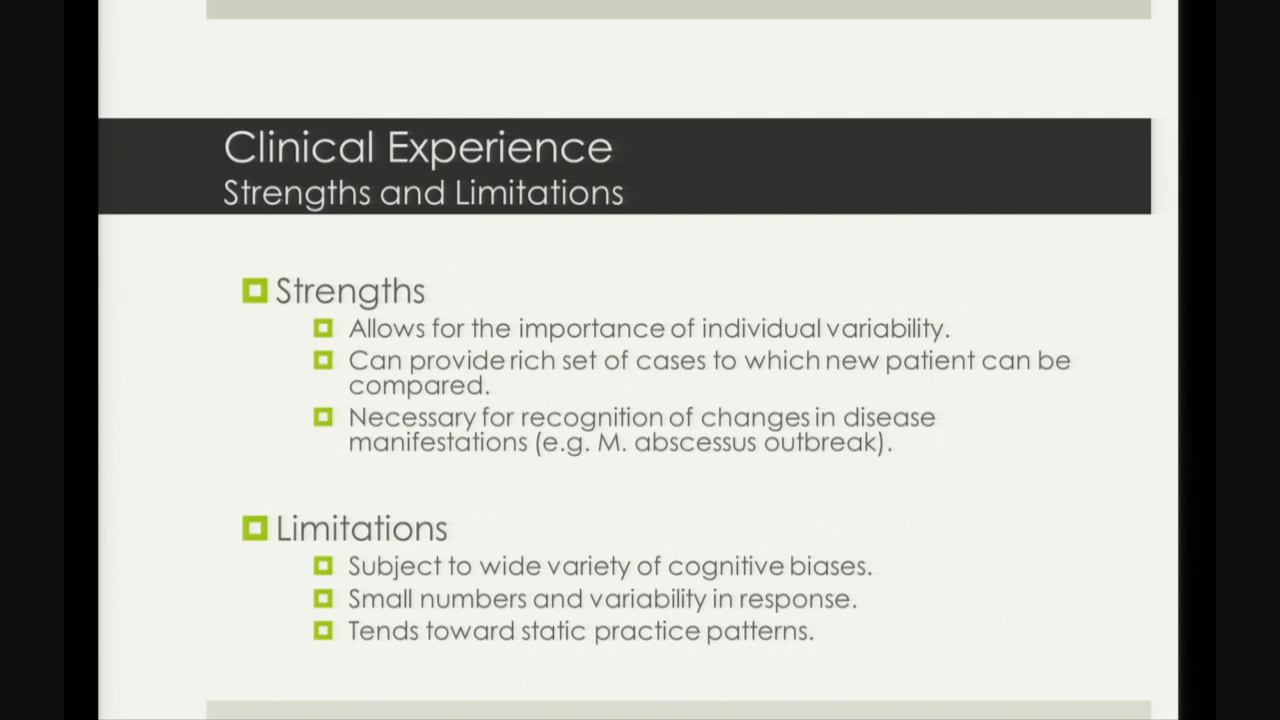 Clinical Experience
Strengths and Limitations
Strengths
Allows for the importance of individual variability.
Can provide rich set of cases to which new patient can be
compared.
Necessary for recognition of changes in disease
manifestations (e.g. M. abscessus outbreak).
Limitations
Subject to wide variety of cognitive biases.
Small numbers and variability in response.
Tends toward static practice patterns.